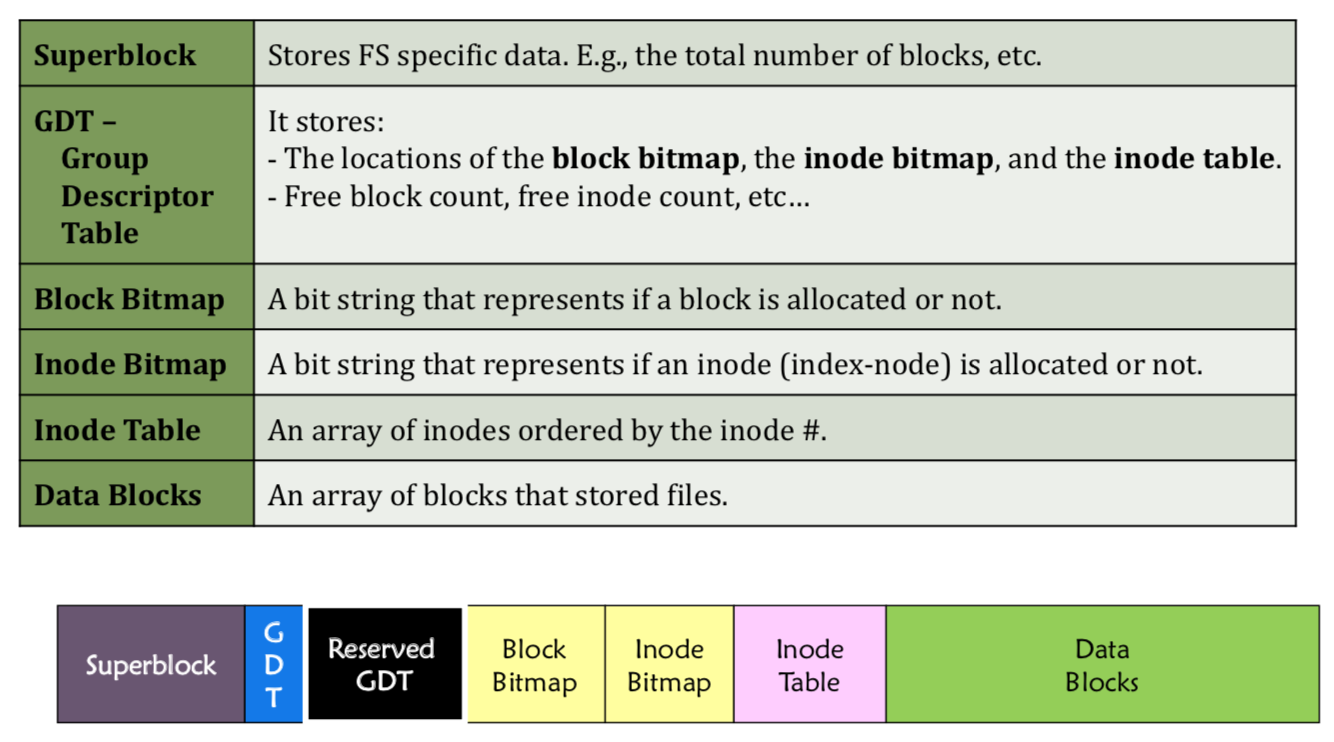 Superblock
Stores FS specific data. E.g., the total number of blocks, etc.
GDT –
Group
Descriptor
Table
It stores:
- The locations of the block bitmap, the inode bitmap, and the inode table.
- Free block count, free inode count, etc…
Block Bitmap
A bit string that represents if a block is allocated or not.
Inode Bitmap
A bit string that represents if an inode (index-node) is allocated or not.
Inode Table
An array of inodes ordered by the inode #.
Data Blocks
An array of blocks that stored files.
Superblock
G
D
T
Reserved
GDT
Block
Bitmap
Inode
Bitmap
Inode
Table
Data
Blocks